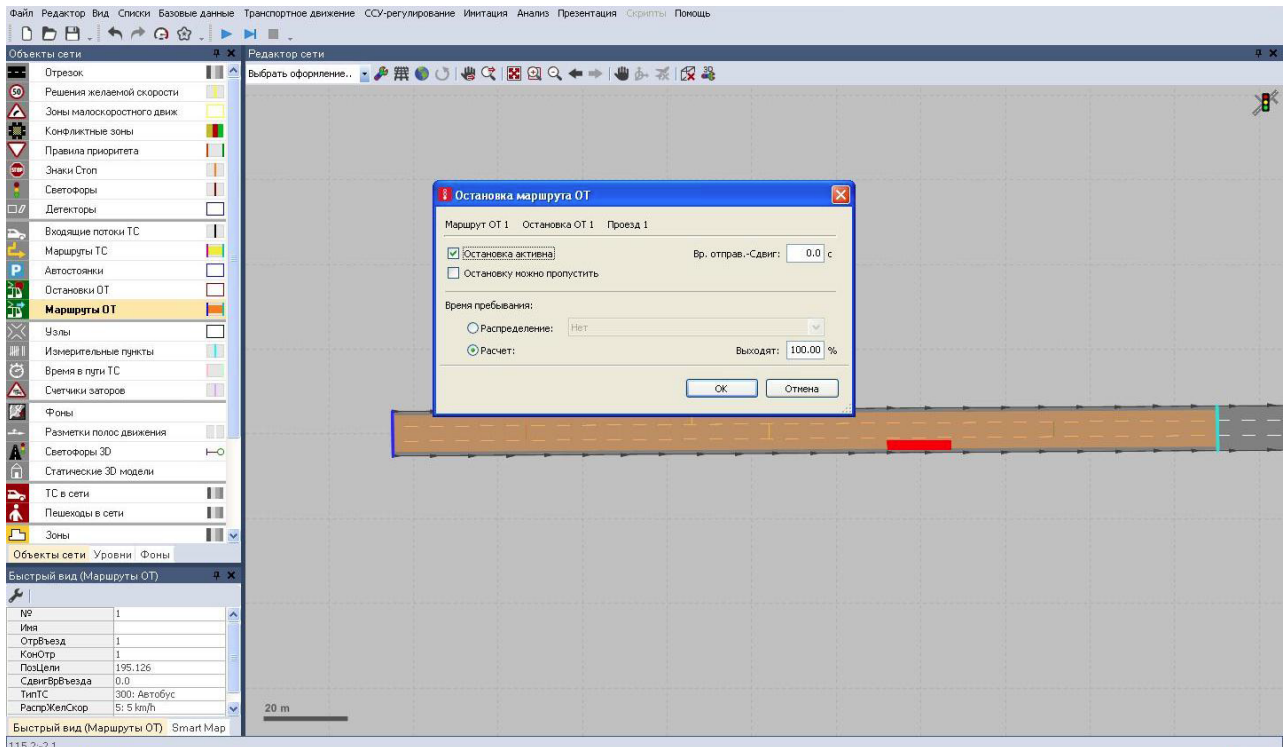 Файл Редактор Вид Списки Базовые данные Транспортное движение ССУ-регулирование Имитация Анализ Презентация Скрипты Помощь
Объекты сети
Редактор сети
Выбрать оформление..
Отрезок
Решения желаемой скорости
Зоны малоскоростного движ
Конфликтные зоны
Правила приоритета
Знаки Стоп
Светофоры
Детекторы
Входящие потоки ТС
Маршруты ТС
Автостоянки
Остановки ОТ
Маршруты ОТ
Узлы
Измерительные пункты
Время в пути ТС
Счетчики заторов
Фоны
Разметки полос движения
Светофоры 3D
Статические 3D модели
ТС в сети
Пешеходы в сети
Зоны
Объекты сети Уровни Фоны
Быстрый вид (Маршруты ОТ)
№ 1
Имя
ОтрВъезд 1
КонОтр 1
ПозЦели 195.126
СдвигВрВъезда 0.0
ТипТС 300: Автобус
РаспрЖелСкор 5: 5 km/h
Быстрый вид (Маршруты ОТ) Smart Map
115.2:-2.1
Остановка маршрута ОТ
Маршрут ОТ 1 Остановка ОТ 1 Проезд 1
Остановка активна Вр. отправ.-Сдвиг: 0.0 с
Остановку можно пропустить
Время пребывания:
Распределение: Нет
Расчет: Выходят: 100.00 %
ОК Отмена
20 m